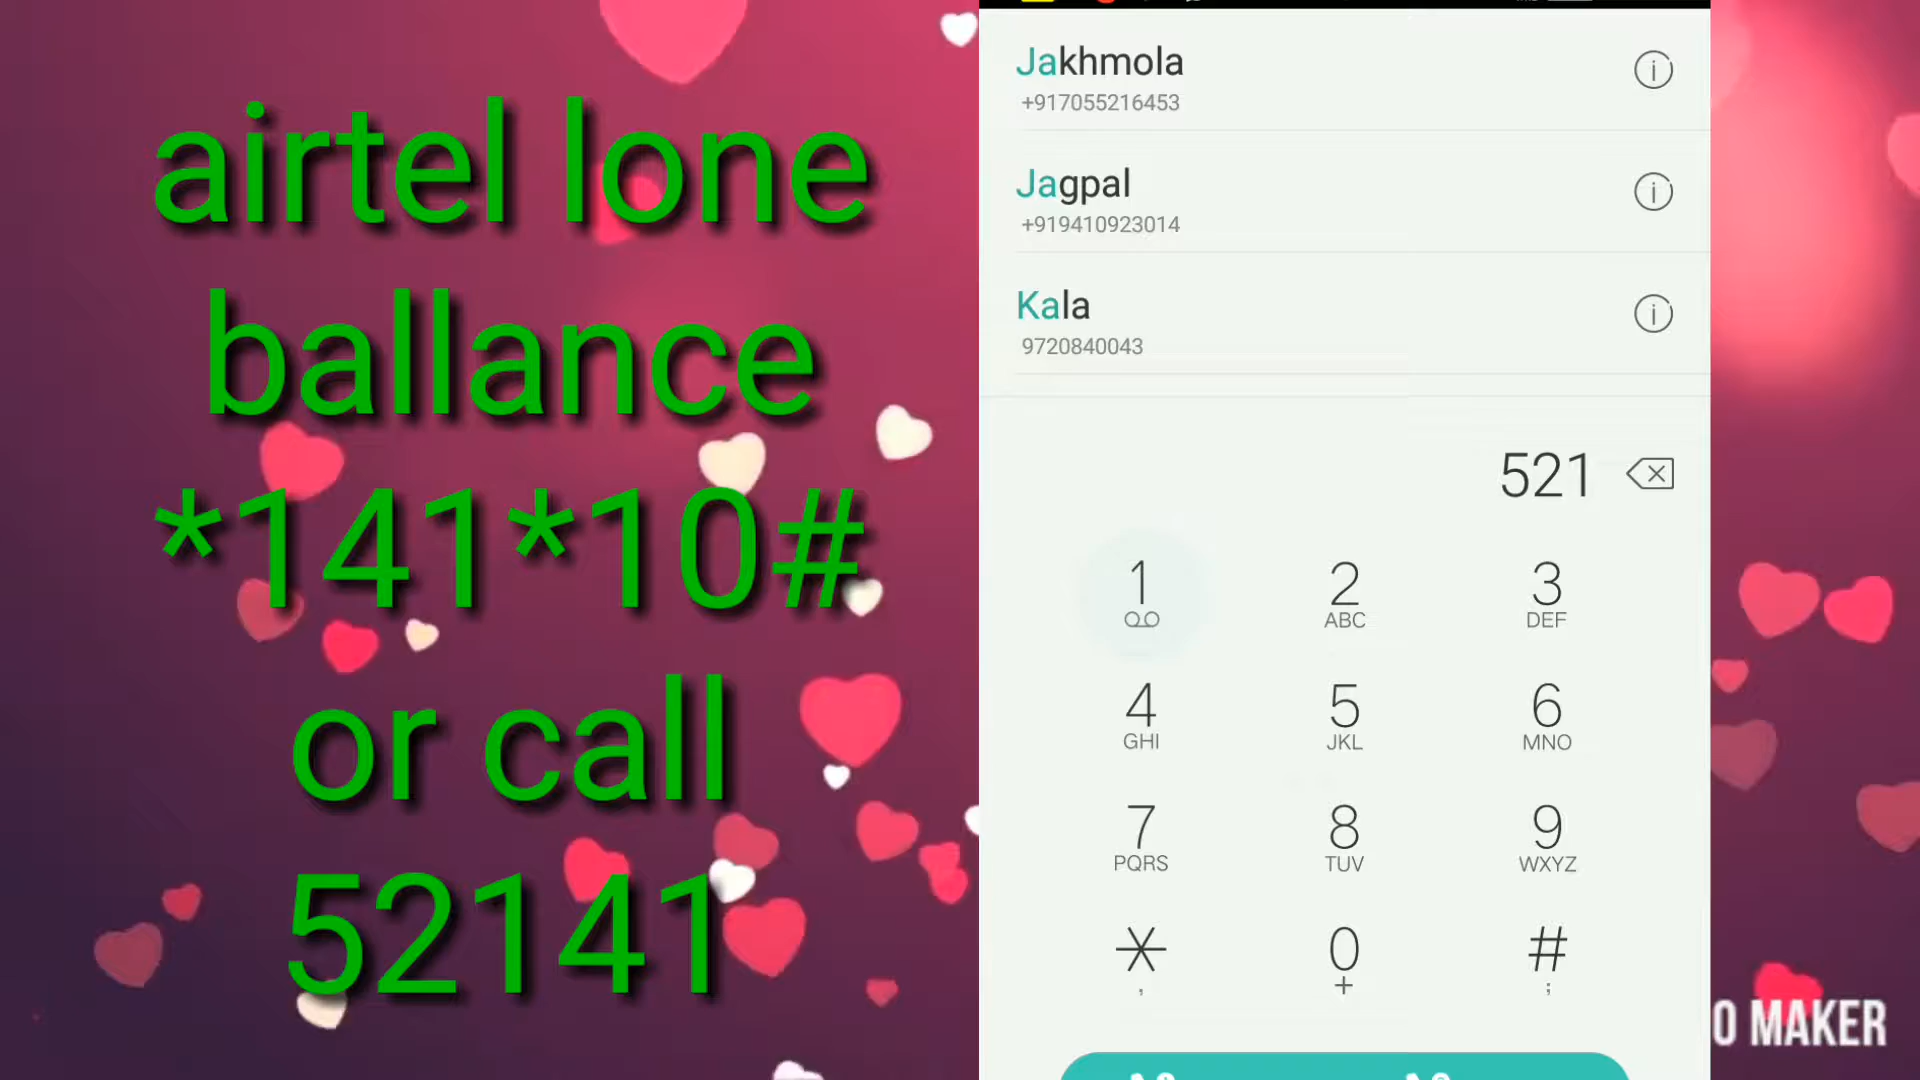 airtel lone
ballance
*141*10#
or call
52141
Jakhmola
+917055216453
Jagpal
+919410923014
Kala
9720840043
521
1 2 3
ABC DEF
4 5 6
GHI JKL MNO
7 8 9
PQRS TUV WXYZ
* 0 #
, + ;
O MAKER